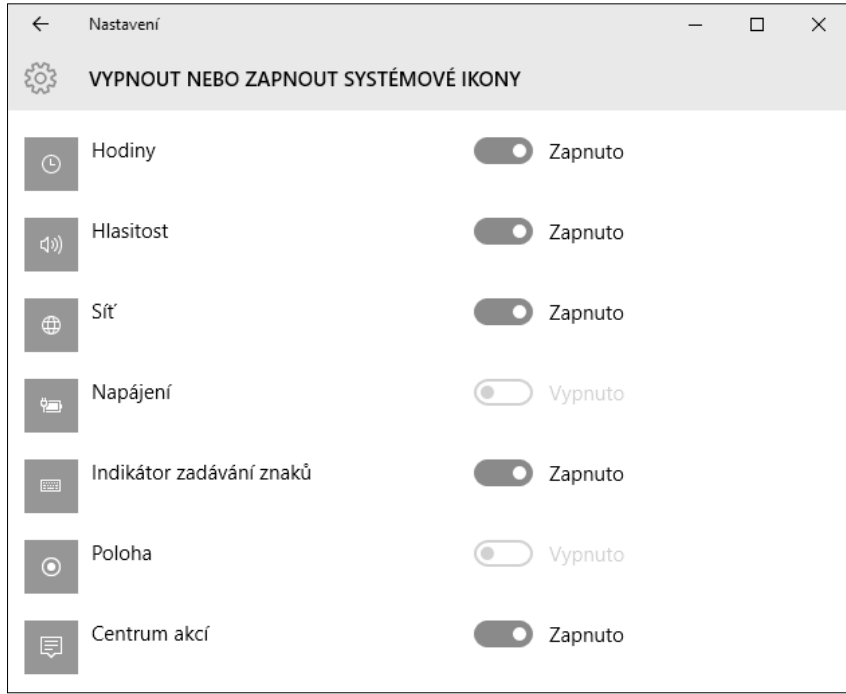 Nastavení
VYPNOUT NEBO ZAPNOUT SYSTÉMOVÉ IKONY
Hodiny Zapnuto
Hlasitost Zapnuto
Síť Zapnuto
Napájení Vypnuto
Indikátor zadávání znaků Zapnuto
Poloha Vypnuto
Centrum akcí Zapnuto